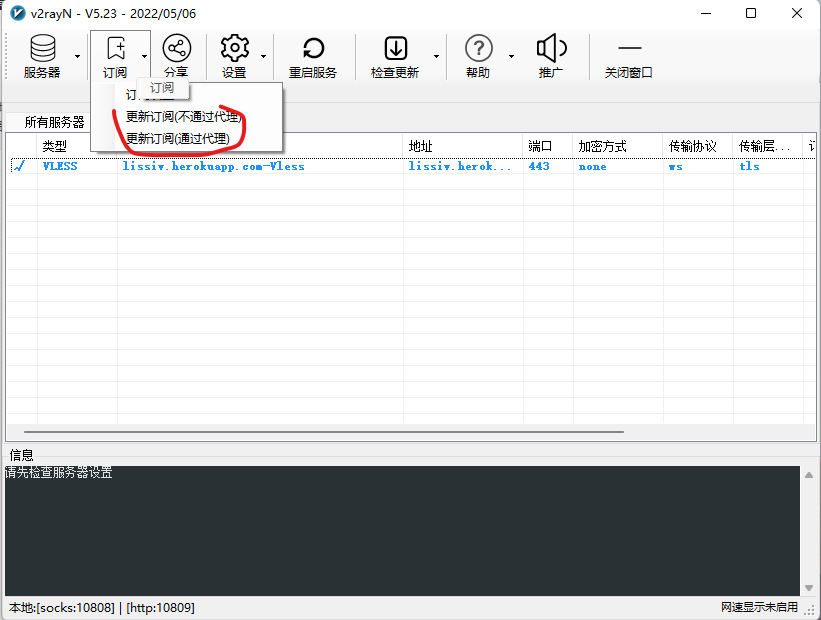 v2rayN - V5.23 - 2022/05/06
服务器 订阅 分享 设置 重启服务 检查更新 帮助 推广 关闭窗口
订阅
更新订阅(不通过代理)
更新订阅(通过代理)
所有服务器
类型 地址 端口 加密方式 传输协议 传输层...
VLESS lissiv.herokuapp.com-Vless lissiv.herok... 443 none ws tls
信息
请先检查服务器设置
本地:[socks:10808] | [http:10809] 网速显示未启用